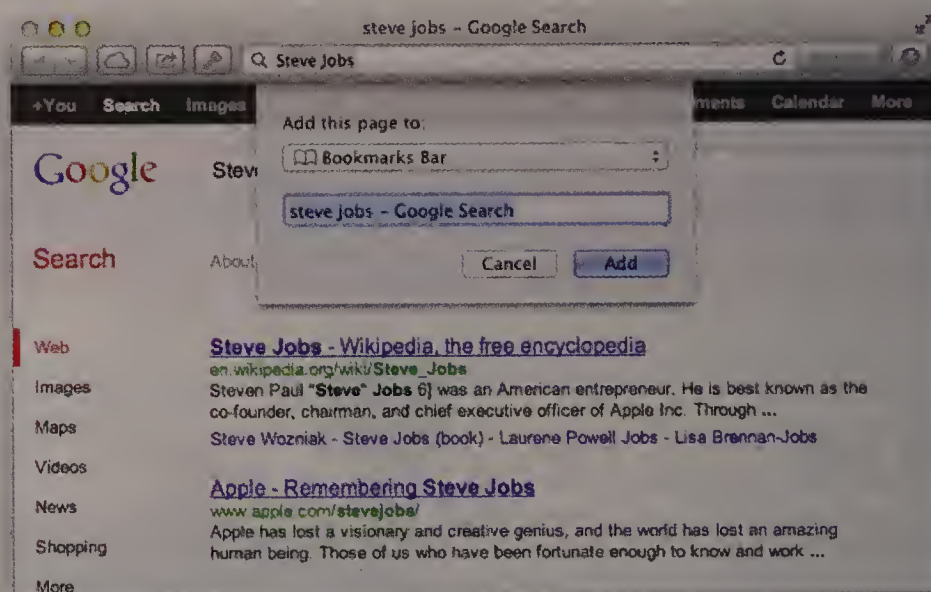 steve jobs – Google Search
Steve Jobs
+You Search Images ments Calendar More
Add this page to:
Bookmarks Bar
Google Stev
steve jobs – Google Search
Search About
Cancel Add
Web
Steve Jobs - Wikipedia, the free encyclopedia
en.wikipedia.org/wiki/Steve_Jobs
Images
Steven Paul "Steve" Jobs 6] was an American entrepreneur. He is best known as the
co-founder, chairman, and chief executive officer of Apple Inc. Through ...
Maps
Steve Wozniak - Steve Jobs (book) - Laurene Powell Jobs - Lisa Brennan-Jobs
Videos
Apple - Remembering Steve Jobs
News
www.apple.com/stevejobs/
Apple has lost a visionary and creative genius, and the world has lost an amazing
Shopping
human being. Those of us who have been fortunate enough to know and work ...
More